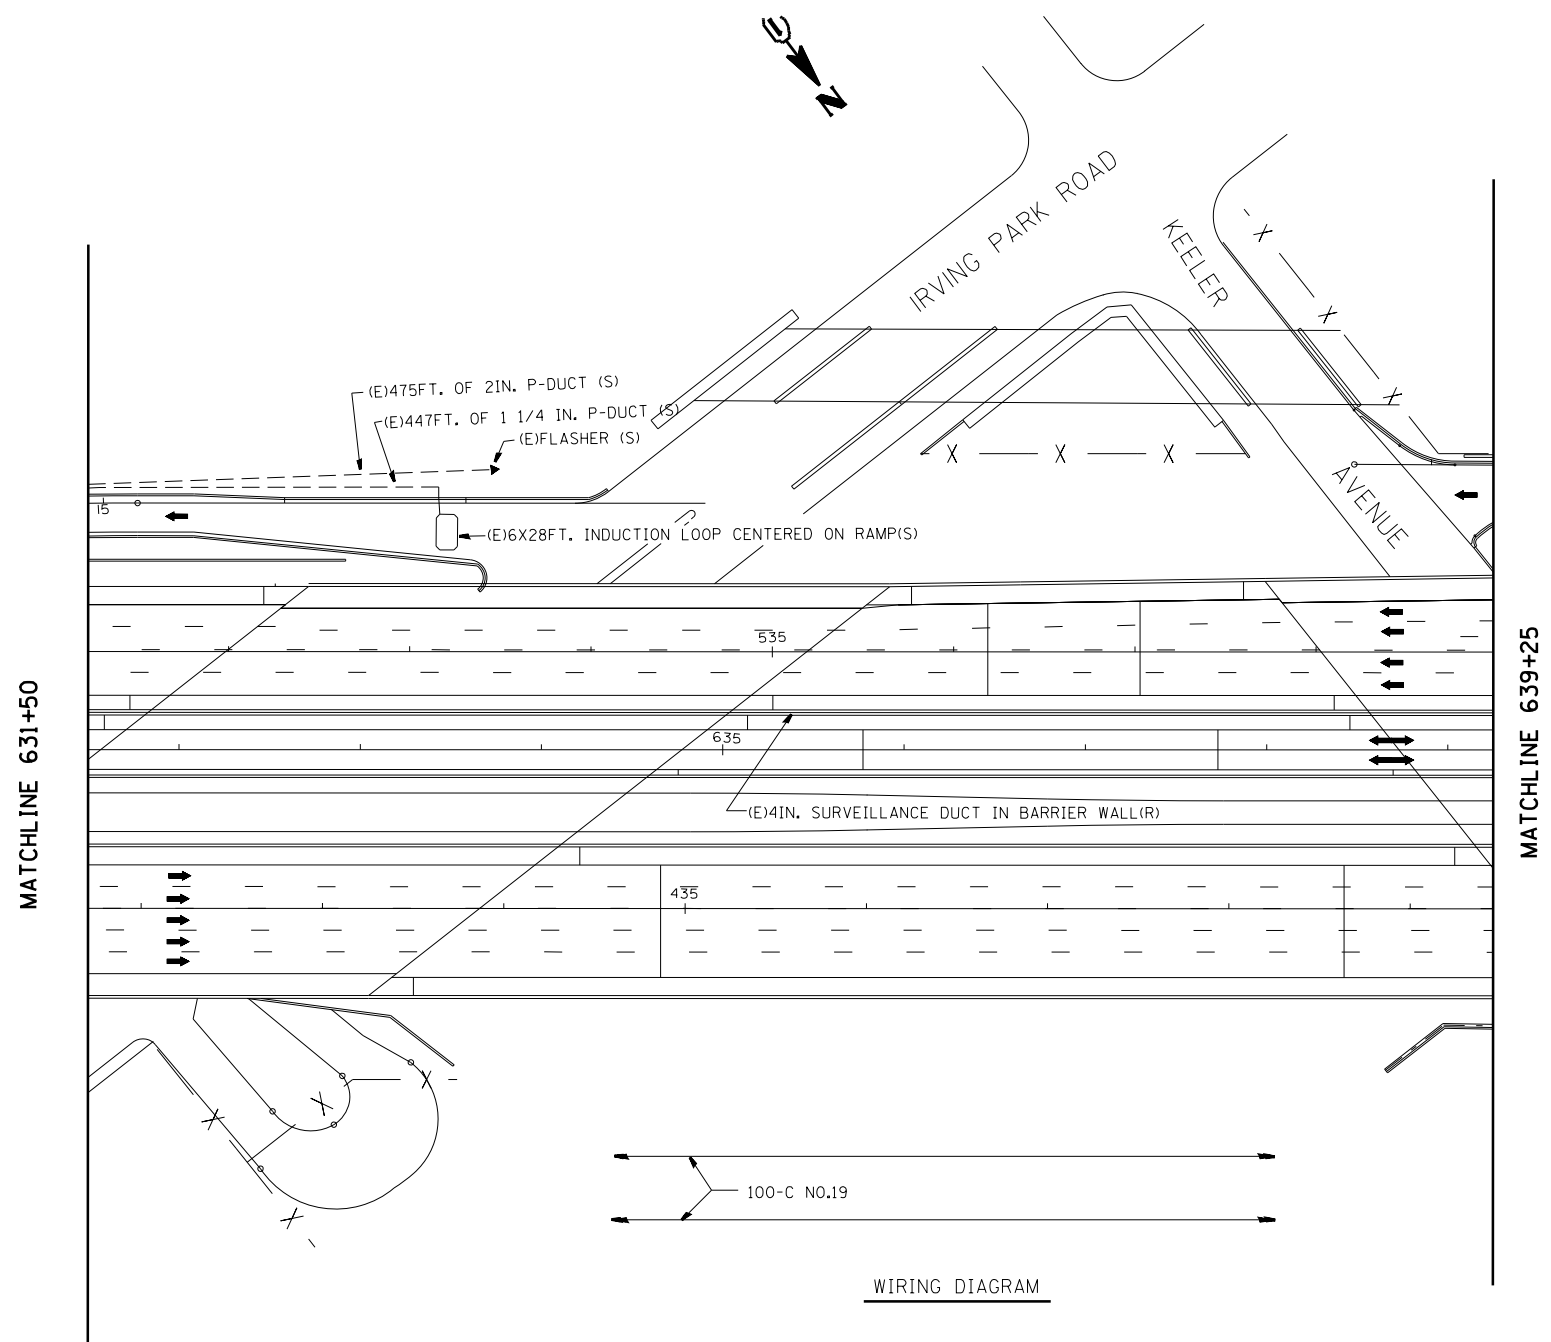 N
IRVING PARK ROAD
KEELER
AVENUE
(E)475FT. OF 2IN. P-DUCT (S)
(E)447FT. OF 1 1/4 IN. P-DUCT (S)
(E)FLASHER (S)
15
(E)6X28FT. INDUCTION LOOP CENTERED ON RAMP(S)
535
635
(E)4IN. SURVEILLANCE DUCT IN BARRIER WALL(R)
435
MATCHLINE 631+50
MATCHLINE 639+25
X
X
X
X
X
X
X
X
X
X
100-C NO.19
WIRING DIAGRAM